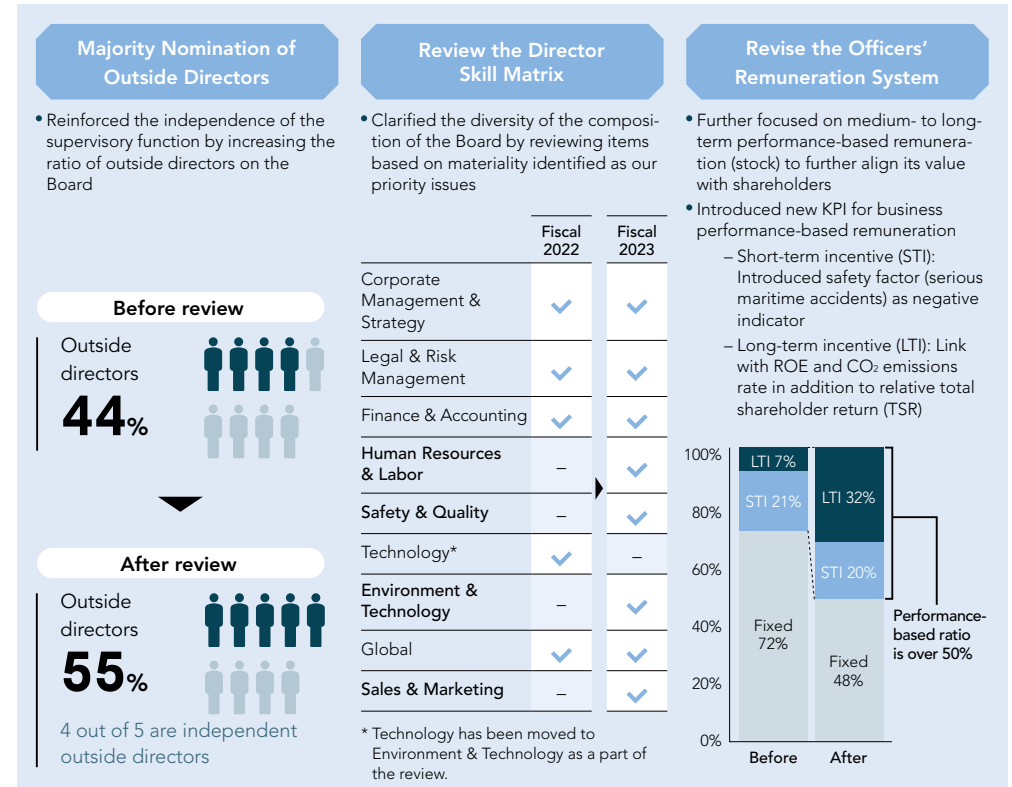 Majority Nomination of
Outside Directors
• Reinforced the independence of the
supervisory function by increasing the
ratio of outside directors on the
Board
Before review
Outside
directors
44%
After review
Outside
directors
55%
4 out of 5 are independent
outside directors
Review the Director
Skill Matrix
• Clarified the diversity of the composi-
tion of the Board by reviewing items
based on materiality identified as our
priority issues
Fiscal
2022
Fiscal
2023
Corporate
Management &
Strategy
Legal & Risk
Management
Finance & Accounting
Human Resources
& Labor
–
Safety & Quality
–
Technology*
–
Environment &
Technology
–
Global
Sales & Marketing
–
* Technology has been moved to
Environment & Technology as a part of
the review.
Revise the Officers’
Remuneration System
• Further focused on medium- to long-
term performance-based remunera-
tion (stock) to further align its value
with shareholders
• Introduced new KPI for business
performance-based remuneration
– Short-term incentive (STI):
Introduced safety factor (serious
maritime accidents) as negative
indicator
– Long-term incentive (LTI): Link
with ROE and CO₂ emissions
rate in addition to relative total
shareholder return (TSR)
100%
80%
60%
40%
20%
0%
LTI 7%
STI 21%
Fixed
72%
LTI 32%
STI 20%
Fixed
48%
Before
After
Performance-
based ratio
is over 50%